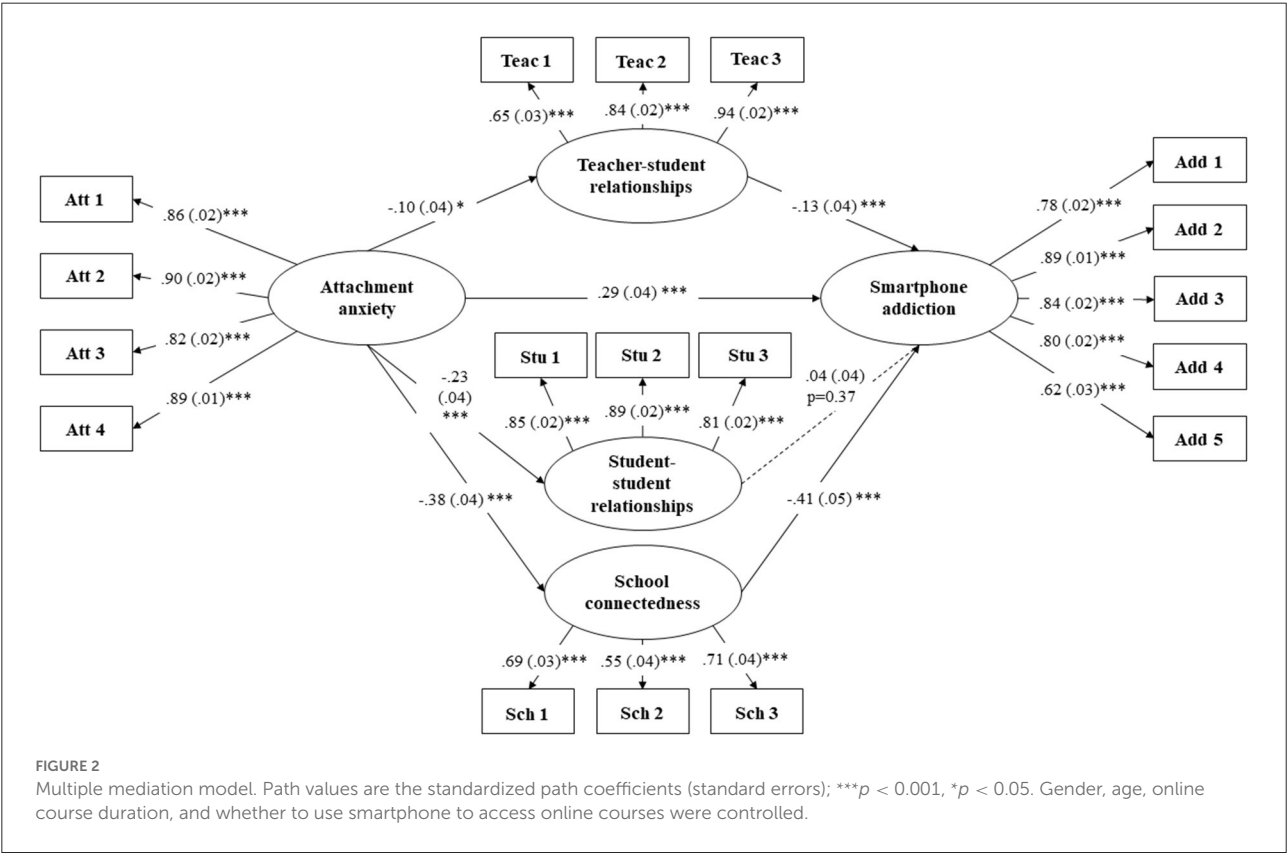 Teac 1
Teac 2
Teac 3
.65 (.03)***
.84 (.02)***
.94 (.02)***
Teacher-student
relationships
Att 1
Att 2
Att 3
Att 4
.86 (.02)***
.90 (.02)***
.82 (.02)***
.89 (.01)***
-.10 (.04) *
-.13 (.04) ***
Attachment
anxiety
.29 (.04) ***
Smartphone
addiction
.78 (.02)***
.89 (.01)***
.84 (.02)***
.80 (.02)***
.62 (.03)***
Add 1
Add 2
Add 3
Add 4
Add 5
Stu 1
Stu 2
Stu 3
-.23
(.04)
***
.85 (.02)***
.89 (.02)***
.81 (.02)***
.04 (.04)
p=0.37
Student-
student
relationships
-.38 (.04) ***
-.41 (.05) ***
School
connectedness
.69 (.03)***
.55 (.04)***
.71 (.04)***
Sch 1
Sch 2
Sch 3
FIGURE 2
Multiple mediation model. Path values are the standardized path coefficients (standard errors); ***p < 0.001, *p < 0.05. Gender, age, online
course duration, and whether to use smartphone to access online courses were controlled.